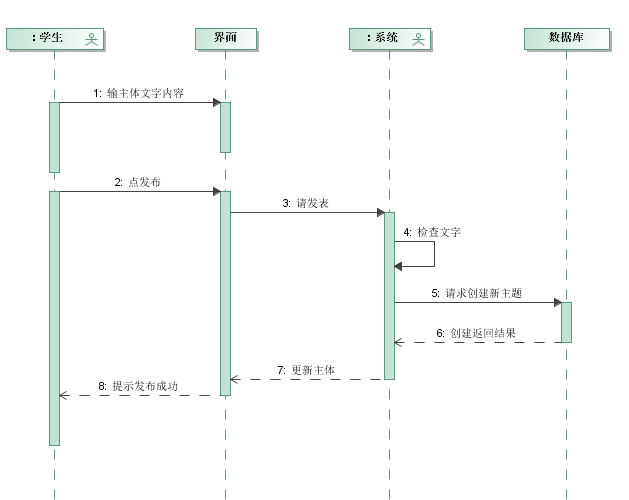 ：学生
界面
：系统
数据库
1: 输主体文字内容
2: 点发布
3: 请发表
4: 检查文字
5: 请求创建新主题
6: 创建返回结果
7: 更新主体
8: 提示发布成功